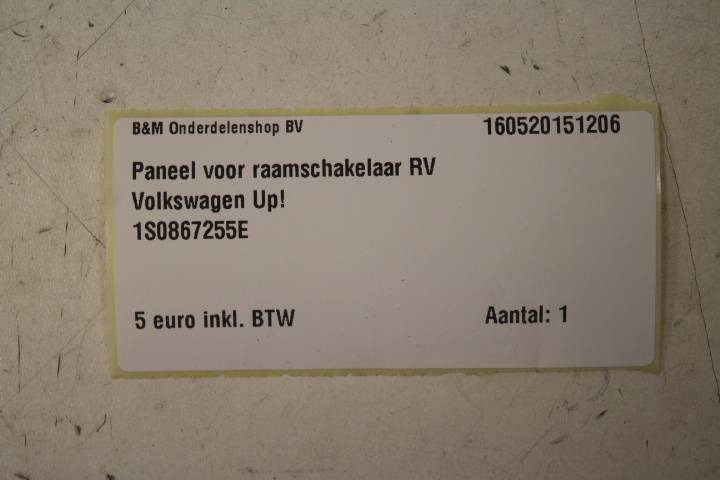 B&M Onderdelenshop BV 160520151206
Paneel voor raamschakelaar RV
Volkswagen Up!
1S0867255E
5 euro inkl. BTW Aantal: 1